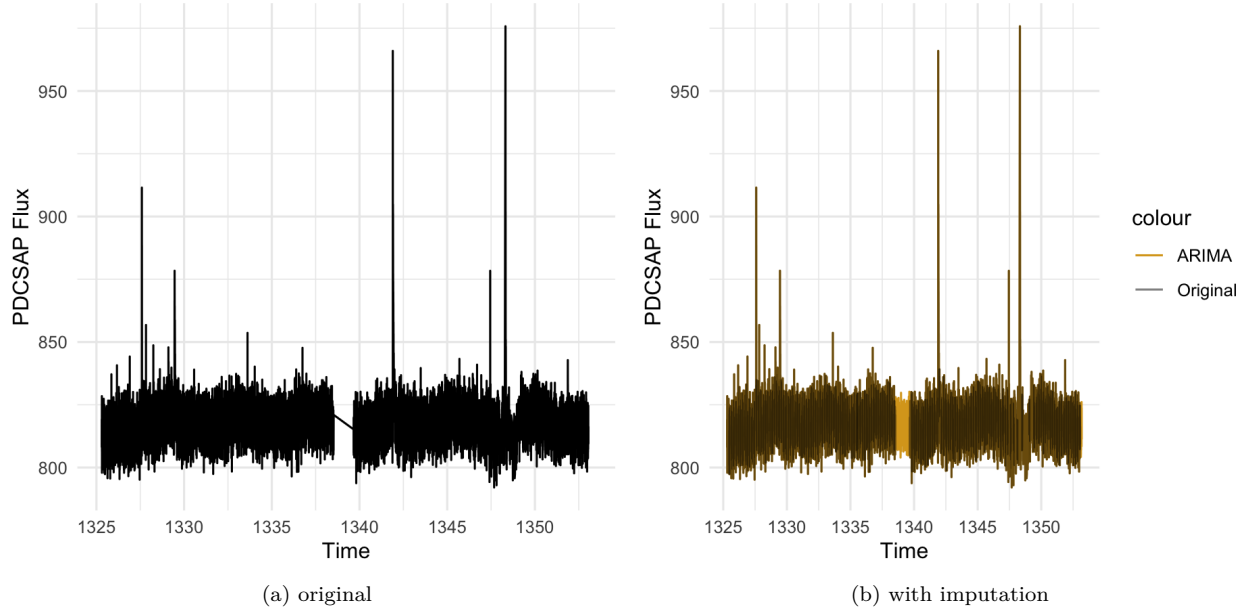 950
900
850
800
PDCSAP Flux
1325
1330
1335
1340
1345
1350
Time
(a) original
950
900
850
800
PDCSAP Flux
1325
1330
1335
1340
1345
1350
Time
(b) with imputation
colour
ARIMA
Original